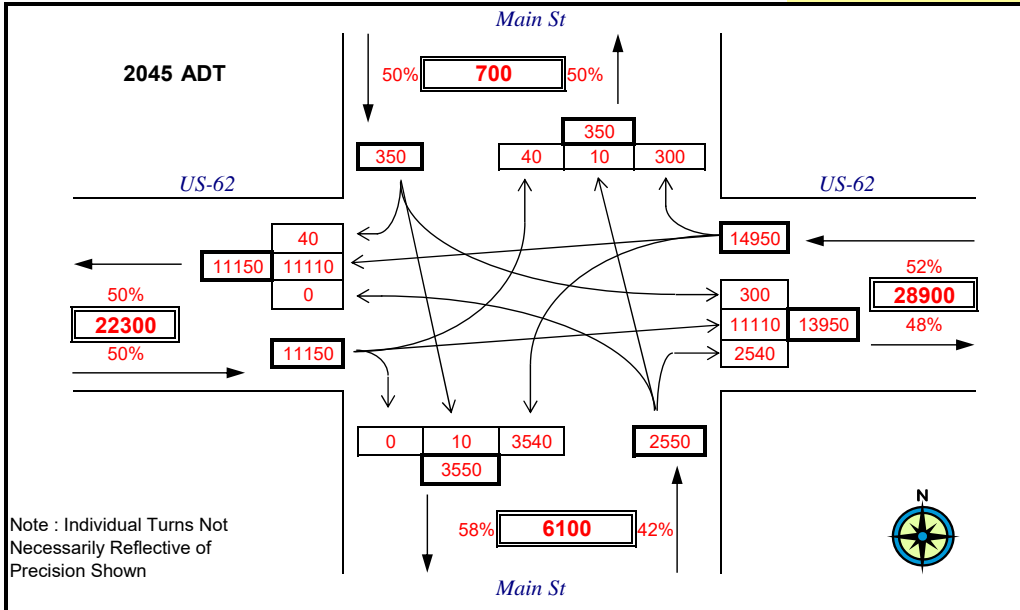 Main St
2045 ADT
50% 700 50%
350
350 40 10 300
US-62 US-62
40 14950
11150 11110 52%
50% 0 300 28900
22300 11110 13950 48%
50% 11150 2540
0 10 3540 2550
3550
Note : Individual Turns Not
Necessarily Reflective of
Precision Shown
58% 6100 42%
N
Main St